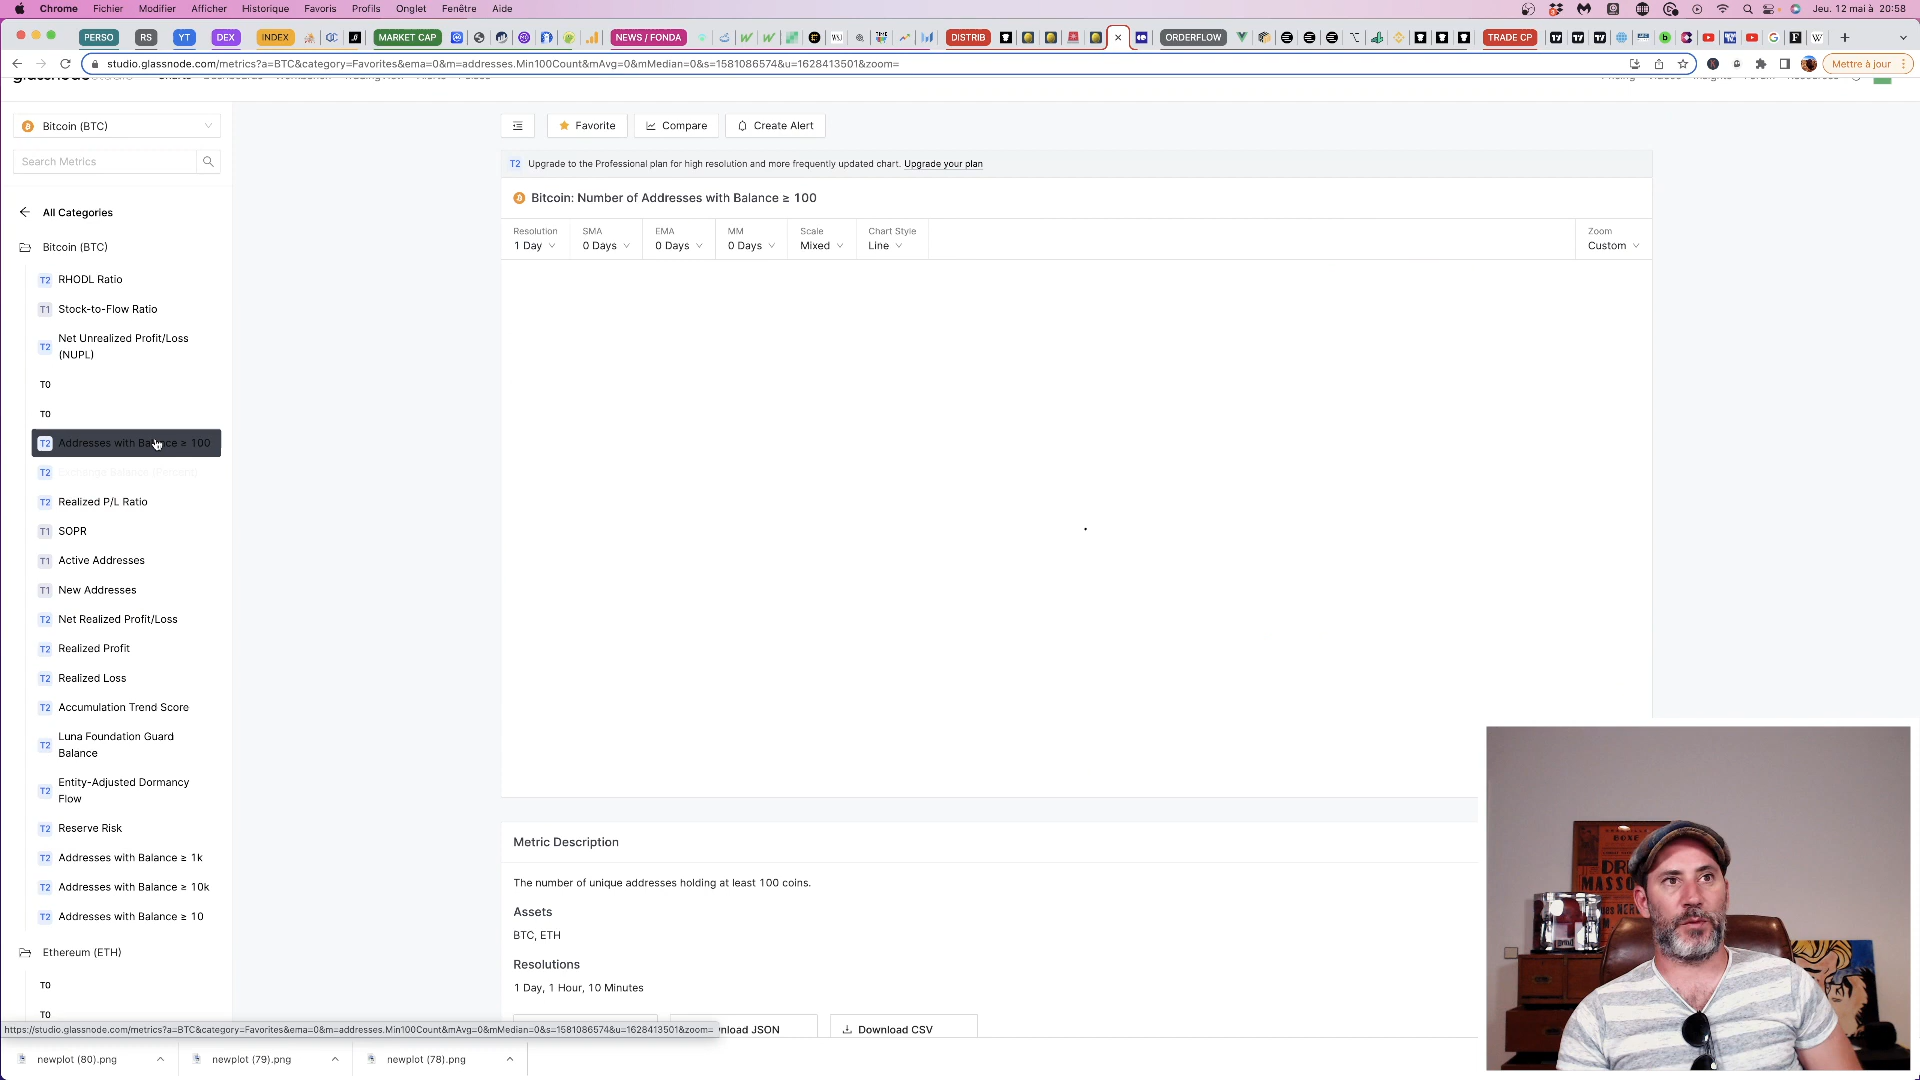 Chrome Fichier Modifier Afficher Historique Favoris Profils Onglet Fenêtre Aide Jeu. 12 mai à 20:58
PERSO RS YT DEX INDEX MARKET CAP NEWS / FONDA DISTRIB ORDERFLOW TRADE CP
studio.glassnode.com/metrics?a=BTC&category=Favorites&ema=0&m=addresses.Min100Count&mAvg=0&mMedian=0&s=1581086574&u=1628413501&zoom= Mettre à jour
Bitcoin (BTC)
Favorite Compare Create Alert
Search Metrics
T2 Upgrade to the Professional plan for high resolution and more frequently updated chart. Upgrade your plan
Bitcoin: Number of Addresses with Balance ≥ 100
Resolution SMA EMA MM Scale Chart Style Zoom
1 Day 0 Days 0 Days 0 Days Mixed Line Custom
All Categories
Bitcoin (BTC)
T2 RHODL Ratio
T1 Stock-to-Flow Ratio
T2 Net Unrealized Profit/Loss
(NUPL)
T0
T0
T2 Addresses with Balance ≥ 100
T2 Exchange Balance (Percent)
T2 Realized P/L Ratio
T1 SOPR
T1 Active Addresses
T1 New Addresses
T2 Net Realized Profit/Loss
T2 Realized Profit
T2 Realized Loss
T2 Accumulation Trend Score
T2 Luna Foundation Guard
Balance
T2 Entity-Adjusted Dormancy
Flow
T2 Reserve Risk
T2 Addresses with Balance ≥ 1k
T2 Addresses with Balance ≥ 10k
T2 Addresses with Balance ≥ 10
Ethereum (ETH)
T0
T0
Metric Description
The number of unique addresses holding at least 100 coins.
Assets
BTC, ETH
Resolutions
1 Day, 1 Hour, 10 Minutes
nload JSON Download CSV
https://studio.glassnode.com/metrics?a=BTC&category=Favorites&ema=0&m=addresses.Min100Count&mAvg=0&mMedian=0&s=1581086574&u=1628413501&zoom=
newplot (80).png newplot (79).png newplot (78).png